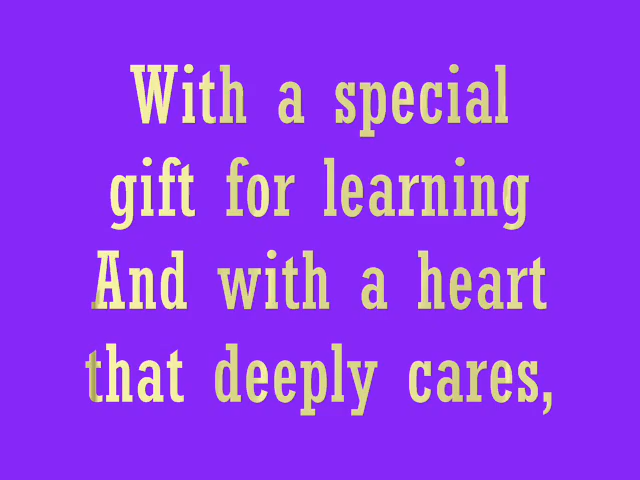 With a special
gift for learning
And with a heart
that deeply cares,